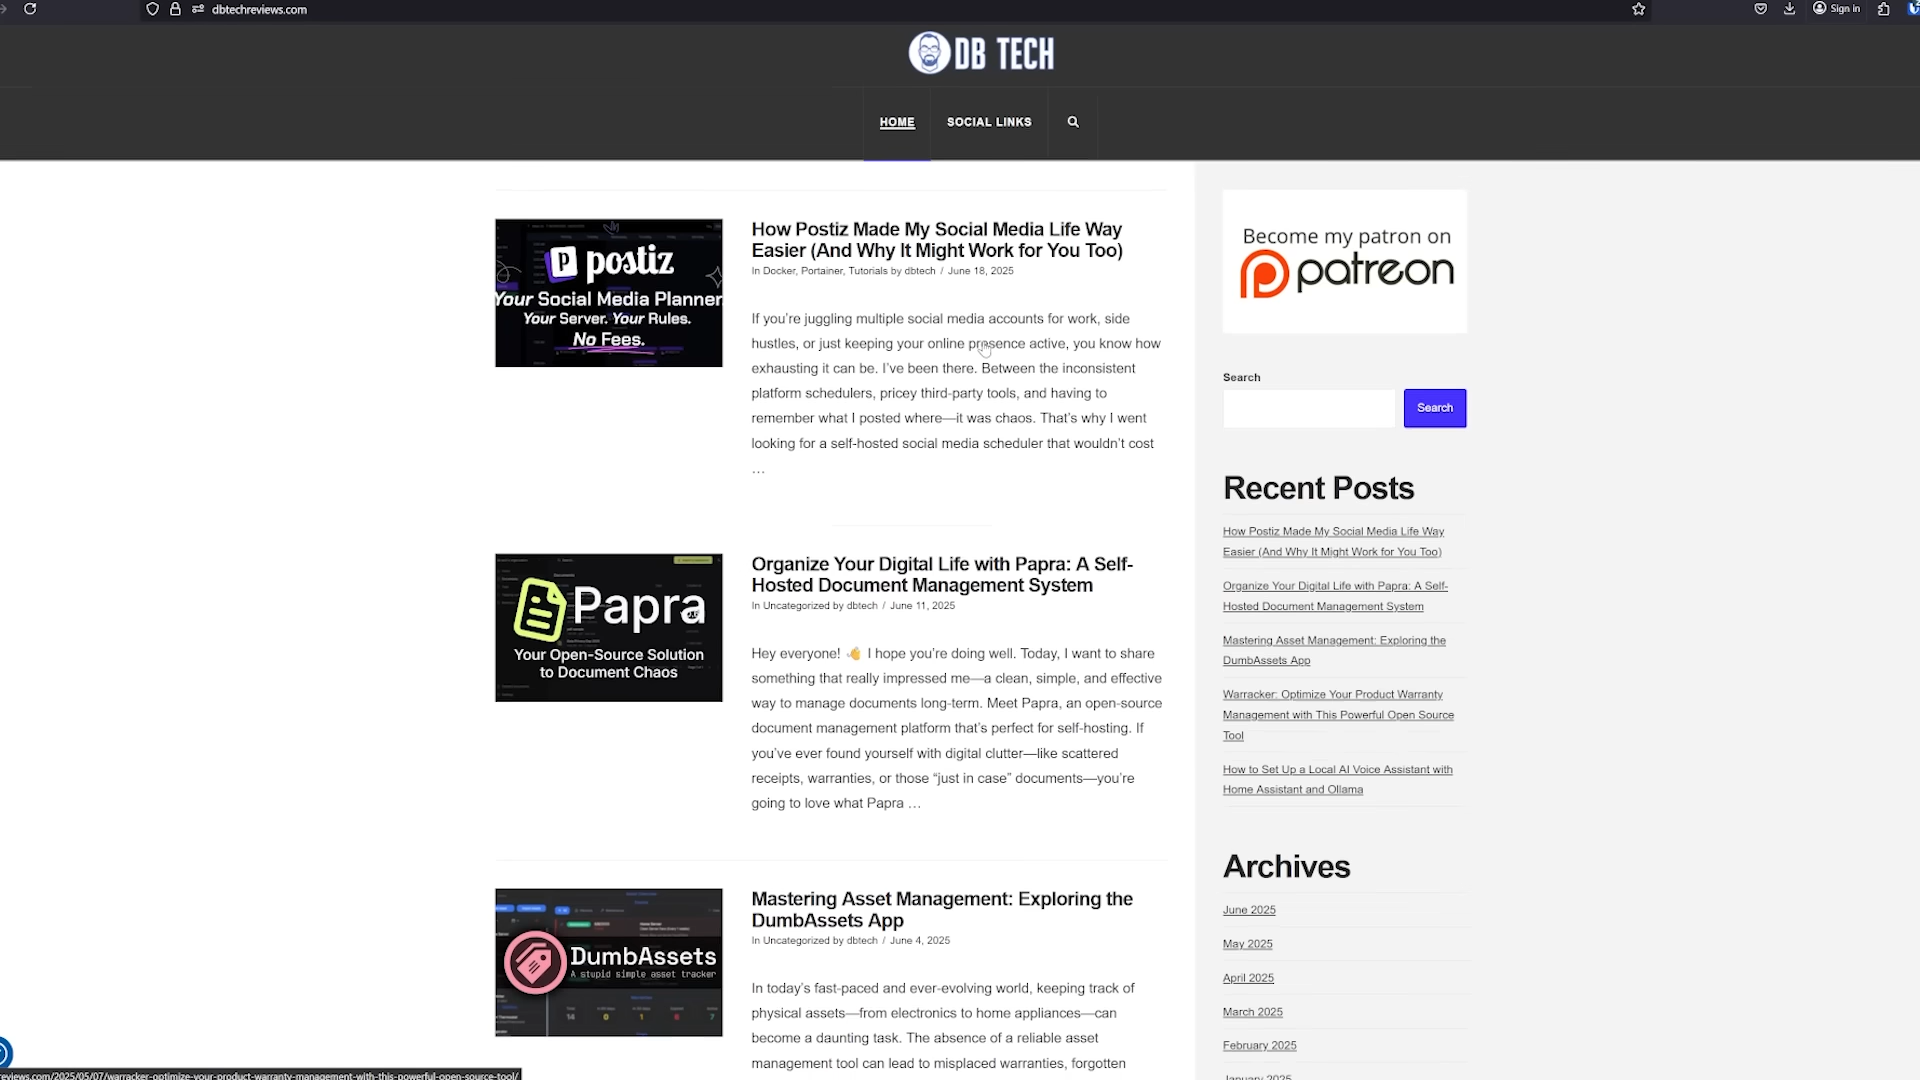 dbtechreviews.com
Sign in
DB TECH
HOME
SOCIAL LINKS
postiz
Your Social Media Planner
Your Server. Your Rules.
No Fees.
How Postiz Made My Social Media Life Way
Easier (And Why It Might Work for You Too)
In Docker, Portainer, Tutorials by dbtech / June 18, 2025
If you’re juggling multiple social media accounts for work, side
hustles, or just keeping your online presence active, you know how
exhausting it can be. I’ve been there. Between the inconsistent
platform schedulers, pricey third-party tools, and having to
remember what I posted where—it was chaos. That’s why I went
looking for a self-hosted social media scheduler that wouldn’t cost
…
Papra
Your Open-Source Solution
to Document Chaos
Organize Your Digital Life with Papra: A Self-
Hosted Document Management System
In Uncategorized by dbtech / June 11, 2025
Hey everyone! 👋 I hope you’re doing well. Today, I want to share
something that really impressed me—a clean, simple, and effective
way to manage documents long-term. Meet Papra, an open-source
document management platform that’s perfect for self-hosting. If
you’ve ever found yourself with digital clutter—like scattered
receipts, warranties, or those “just in case” documents—you’re
going to love what Papra …
DumbAssets
A stupid simple asset tracker
Mastering Asset Management: Exploring the
DumbAssets App
In Uncategorized by dbtech / June 4, 2025
In today’s fast-paced and ever-evolving world, keeping track of
physical assets—from electronics to home appliances—can
become a daunting task. The absence of a reliable asset
management tool can lead to misplaced warranties, forgotten
Become my patron on
patreon
Search
Search
Recent Posts
How Postiz Made My Social Media Life Way
Easier (And Why It Might Work for You Too)
Organize Your Digital Life with Papra: A Self-
Hosted Document Management System
Mastering Asset Management: Exploring the
DumbAssets App
Warracker: Optimize Your Product Warranty
Management with This Powerful Open Source
Tool
How to Set Up a Local AI Voice Assistant with
Home Assistant and Ollama
Archives
June 2025
May 2025
April 2025
March 2025
February 2025
January 2025
reviews.com/2025/05/07/warracker-optimize-your-product-warranty-management-with-this-powerful-open-source-tool/